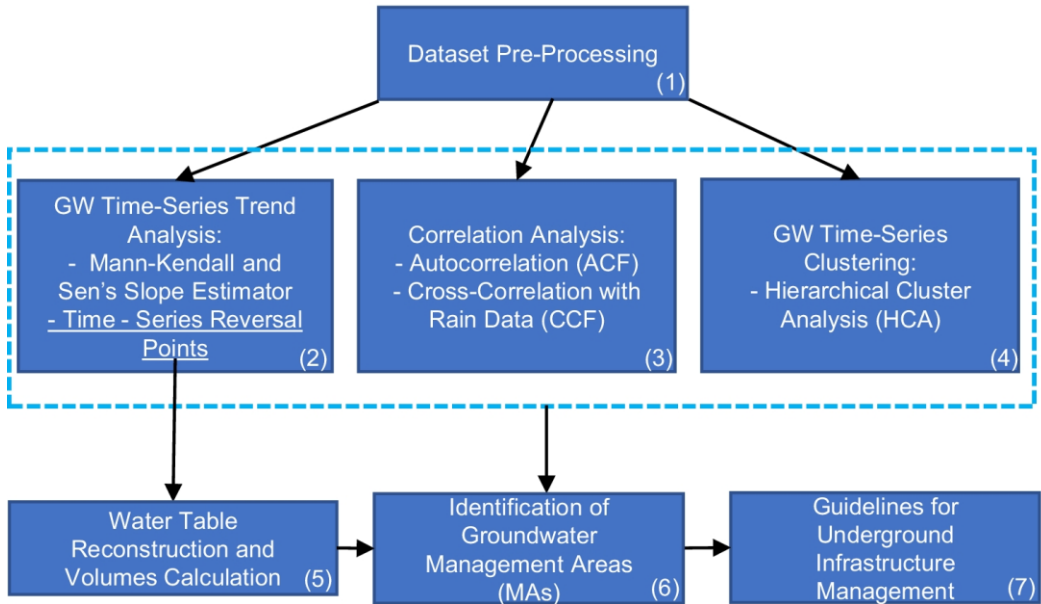 Dataset Pre-Processing
(1)
GW Time-Series Trend
Analysis:
- Mann-Kendall and
Sen's Slope Estimator
- Time - Series Reversal
Points
(2)
Correlation Analysis:
- Autocorrelation (ACF)
- Cross-Correlation with
Rain Data (CCF)
(3)
GW Time-Series
Clustering:
- Hierarchical Cluster
Analysis (HCA)
(4)
Water Table
Reconstruction and
Volumes Calculation
(5)
Identification of
Groundwater
Management Areas
(MAs)
(6)
Guidelines for
Underground
Infrastructure
Management
(7)